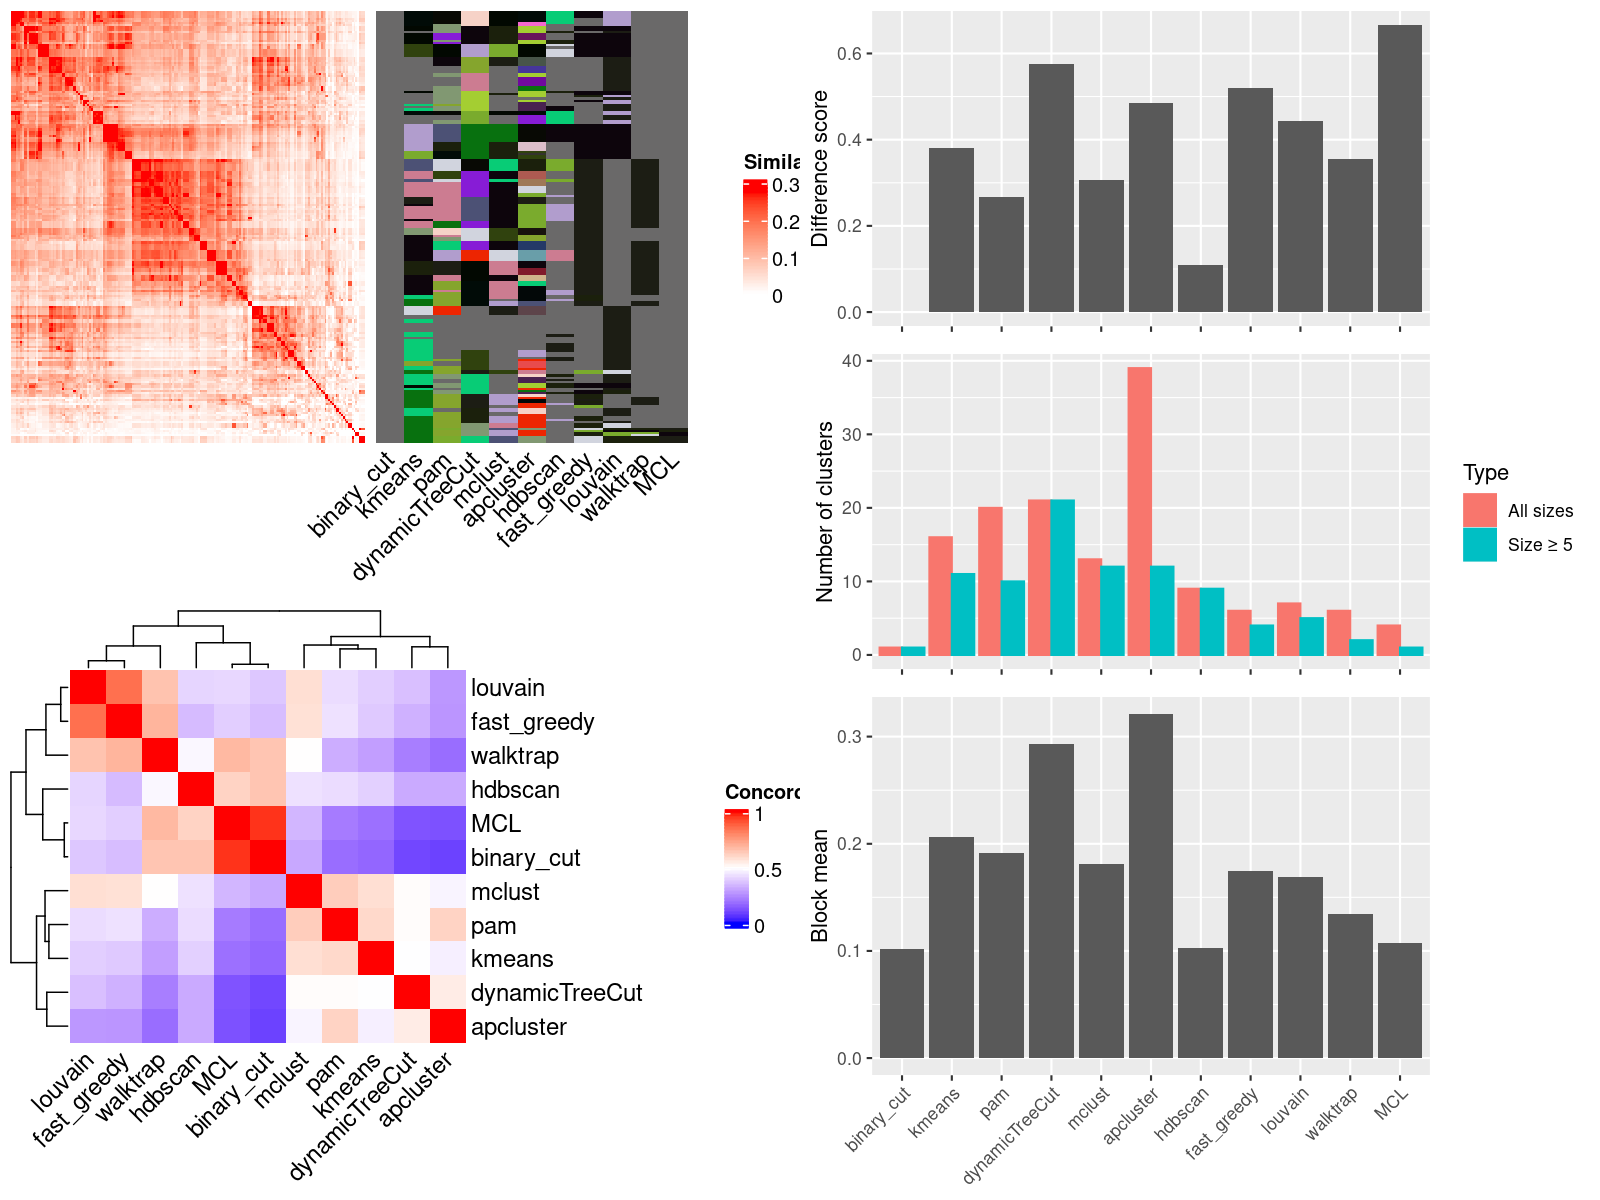 Simila
0.3
0.2
0.1
0
binary_cut
kmeans
pam
dynamicTreeCut
mclust
apcluster
hdbscan
fast_greedy
louvain
walktrap
MCL
louvain
fast_greedy
walktrap
hdbscan
MCL
binary_cut
mclust
pam
kmeans
dynamicTreeCut
apcluster
louvain
fast_greedy
walktrap
hdbscan
MCL
binary_cut
mclust
pam
kmeans
dynamicTreeCut
apcluster
Concord
1
0.5
0
Difference score
0.6
0.4
0.2
0.0
Number of clusters
40
30
20
10
0
Type
All sizes
Size ≥ 5
Block mean
0.3
0.2
0.1
0.0
binary_cut
kmeans
pam
dynamicTreeCut
mclust
apcluster
hdbscan
fast_greedy
louvain
walktrap
MCL